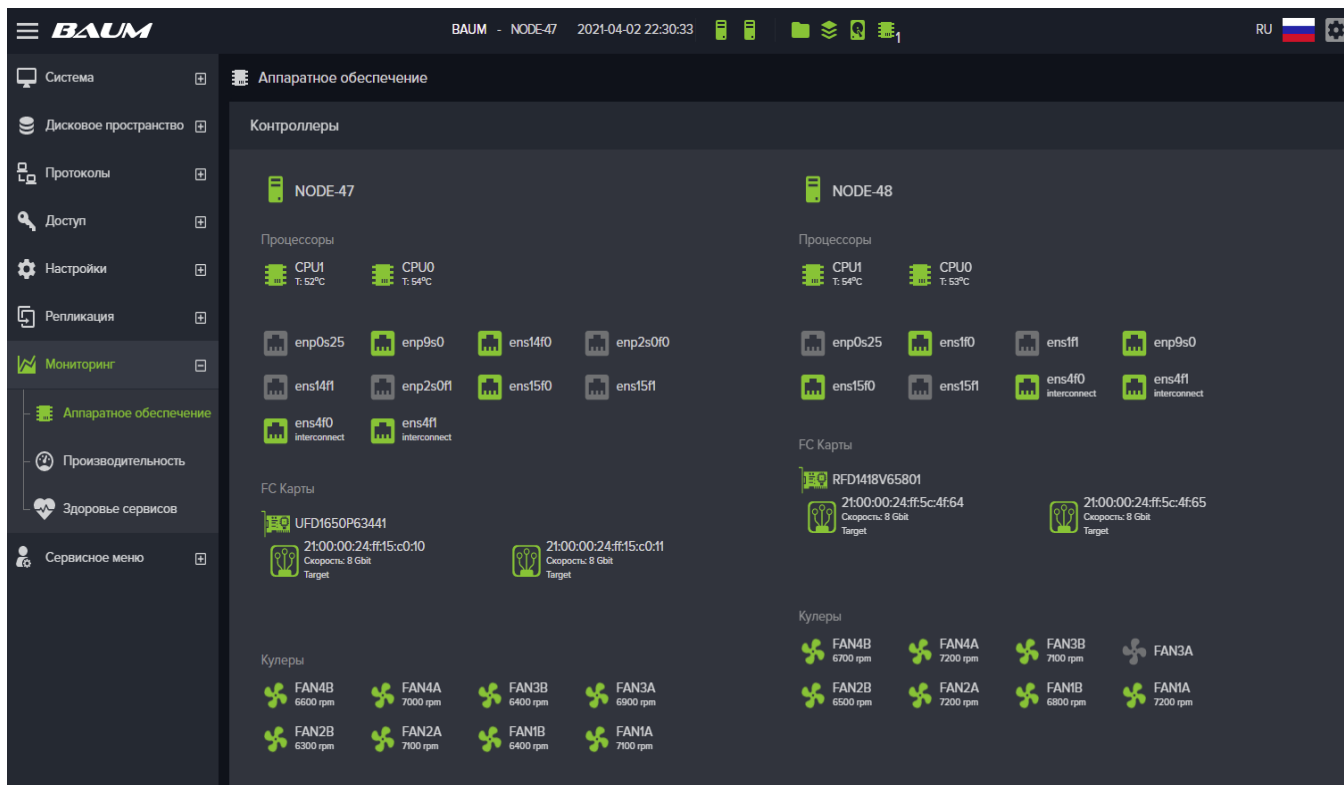 BAUM
BAUM - NODE-47 2021-04-02 22:30:33 1 RU
Система
Дисковое пространство
Протоколы
Доступ
Настройки
Репликация
Мониторинг
Аппаратное обеспечение
Производительность
Здоровье сервисов
Сервисное меню
Аппаратное обеспечение
Контроллеры
NODE-47
Процессоры
CPU1 CPU0
T: 52°C T: 54°C
enp0s25 enp9s0 ens14f0 enp2s0f0
ens14f1 enp2s0f1 ens15f0 ens15f1
ens4f0 ens4f1
interconnect interconnect
FC Карты
UFD1650P63441
21:00:00:24:ff:15:c0:10 21:00:00:24:ff:15:c0:11
Скорость: 8 Gbit Скорость: 8 Gbit
Target Target
Кулеры
FAN4B FAN4A FAN3B FAN3A
6600 rpm 7000 rpm 6400 rpm 6900 rpm
FAN2B FAN2A FAN1B FAN1A
6300 rpm 7100 rpm 6400 rpm 7100 rpm
NODE-48
Процессоры
CPU1 CPU0
T: 54°C T: 53°C
enp0s25 ens1f0 ens1f1 enp9s0
ens15f0 ens15f1 ens4f0 ens4f1
interconnect interconnect
FC Карты
RFD1418V65801
21:00:00:24:ff:5c:4f:64 21:00:00:24:ff:5c:4f:65
Скорость: 8 Gbit Скорость: 8 Gbit
Target Target
Кулеры
FAN4B FAN4A FAN3B FAN3A
6700 rpm 7200 rpm 7100 rpm
FAN2B FAN2A FAN1B FAN1A
6500 rpm 7200 rpm 6800 rpm 7200 rpm